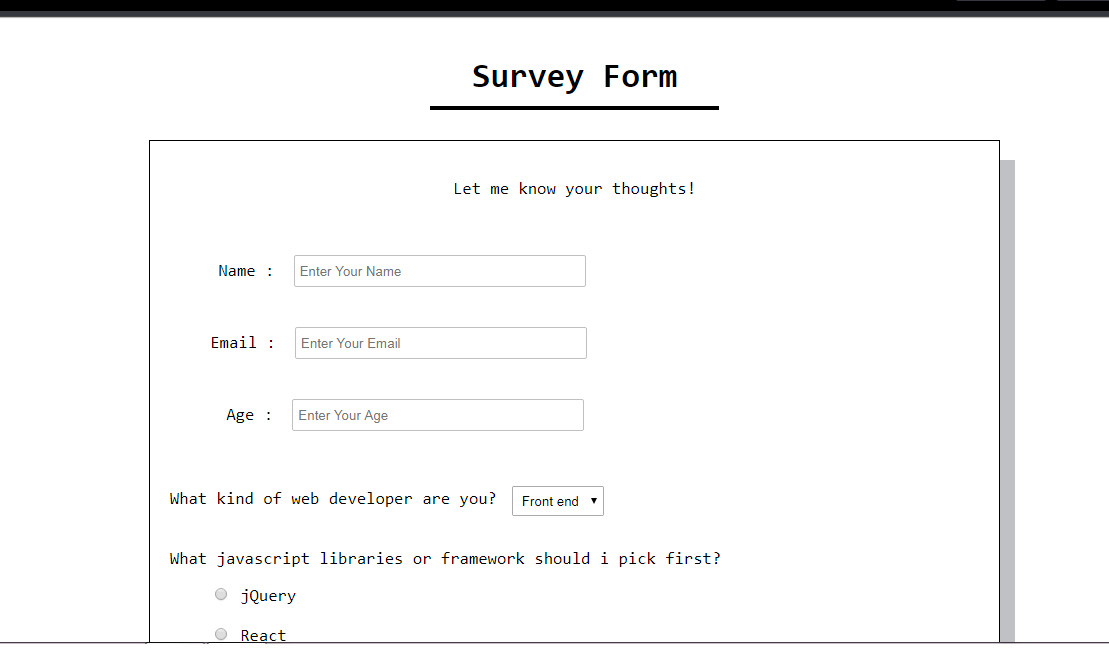 Survey Form
Let me know your thoughts!
Name : Enter Your Name
Email : Enter Your Email
Age : Enter Your Age
What kind of web developer are you? Front end
What javascript libraries or framework should i pick first?
jQuery
React